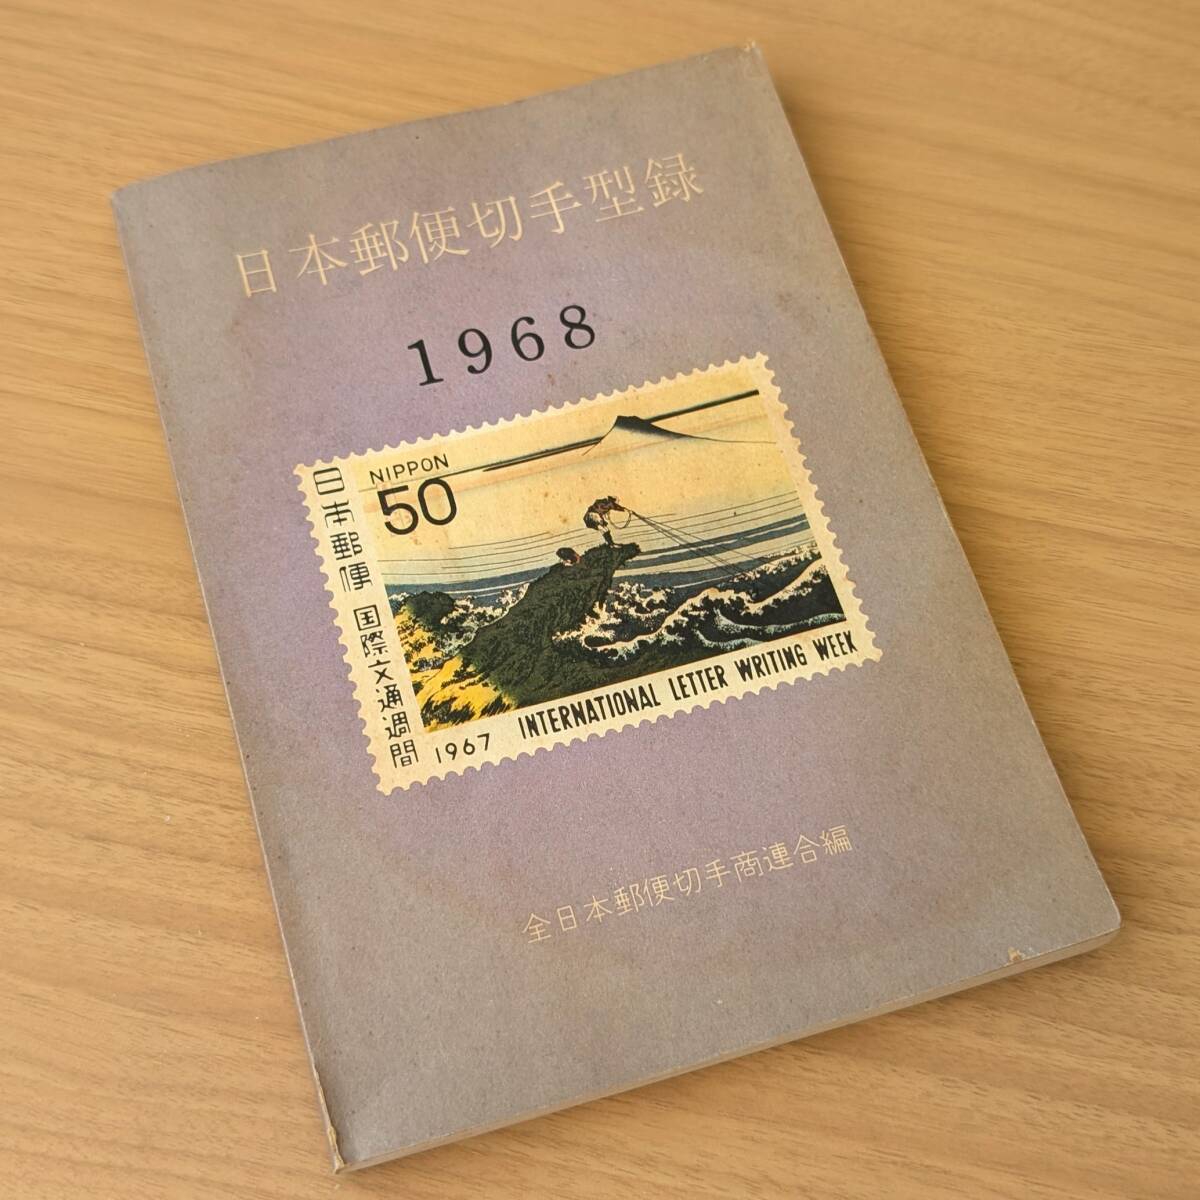 日本郵便切手型録
1968
NIPPON
50
日本郵便 国際文通週間
1967 INTERNATIONAL LETTER WRITING WEEK
全日本郵便切手商連合編